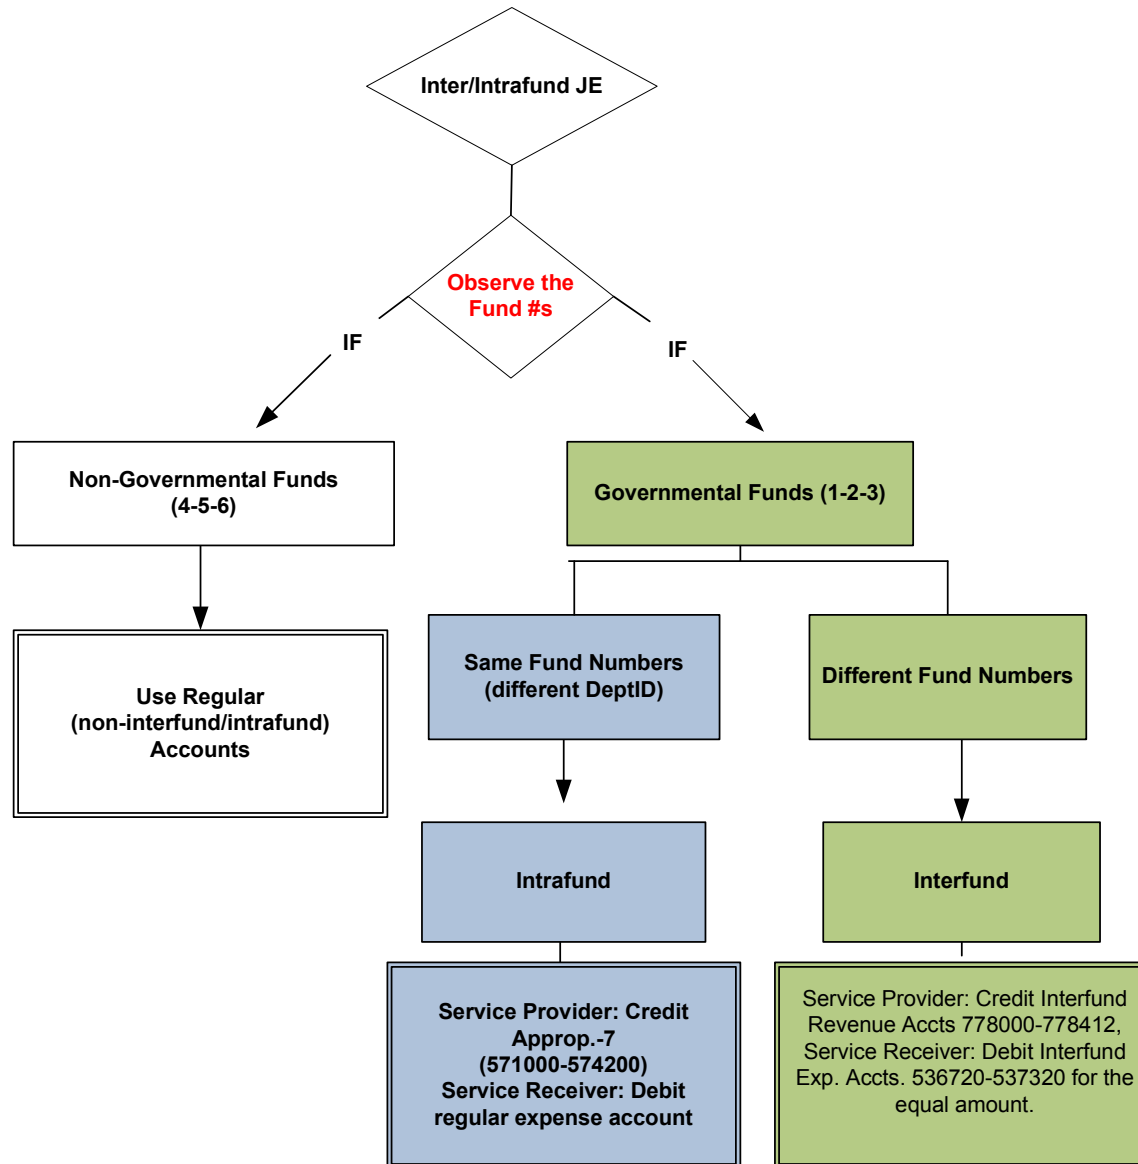 Inter/Intrafund JE
Observe the
Fund #s
IF
IF
Non-Governmental Funds
(4-5-6)
Governmental Funds (1-2-3)
Use Regular
(non-interfund/intrafund)
Accounts
Same Fund Numbers
(different DeptID)
Different Fund Numbers
Intrafund
Interfund
Service Provider: Credit
Approp.-7
(571000-574200)
Service Receiver: Debit
regular expense account
Service Provider: Credit Interfund
Revenue Accts 778000-778412,
Service Receiver: Debit Interfund
Exp. Accts. 536720-537320 for the
equal amount.